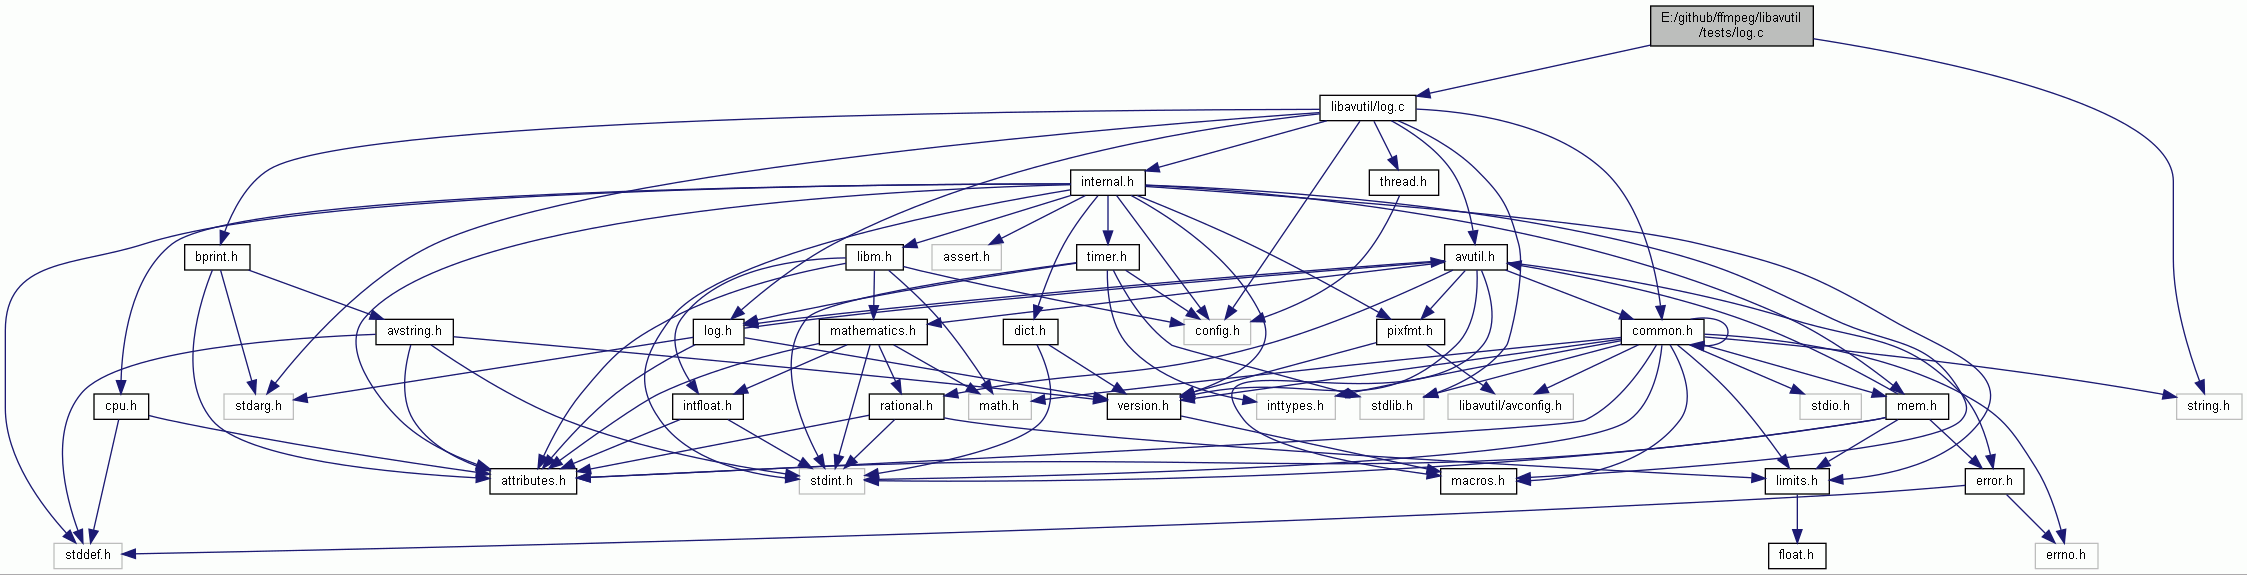 E:/github/ffmpeg/libavutil
/tests/log.c
libavutil/log.c
internal.h
thread.h
bprint.h
libm.h
assert.h
timer.h
avutil.h
avstring.h
log.h
mathematics.h
dict.h
config.h
pixfmt.h
common.h
cpu.h
stdarg.h
intfloat.h
rational.h
math.h
version.h
inttypes.h
stdlib.h
libavutil/avconfig.h
stdio.h
mem.h
string.h
attributes.h
stdint.h
macros.h
limits.h
error.h
stddef.h
float.h
errno.h